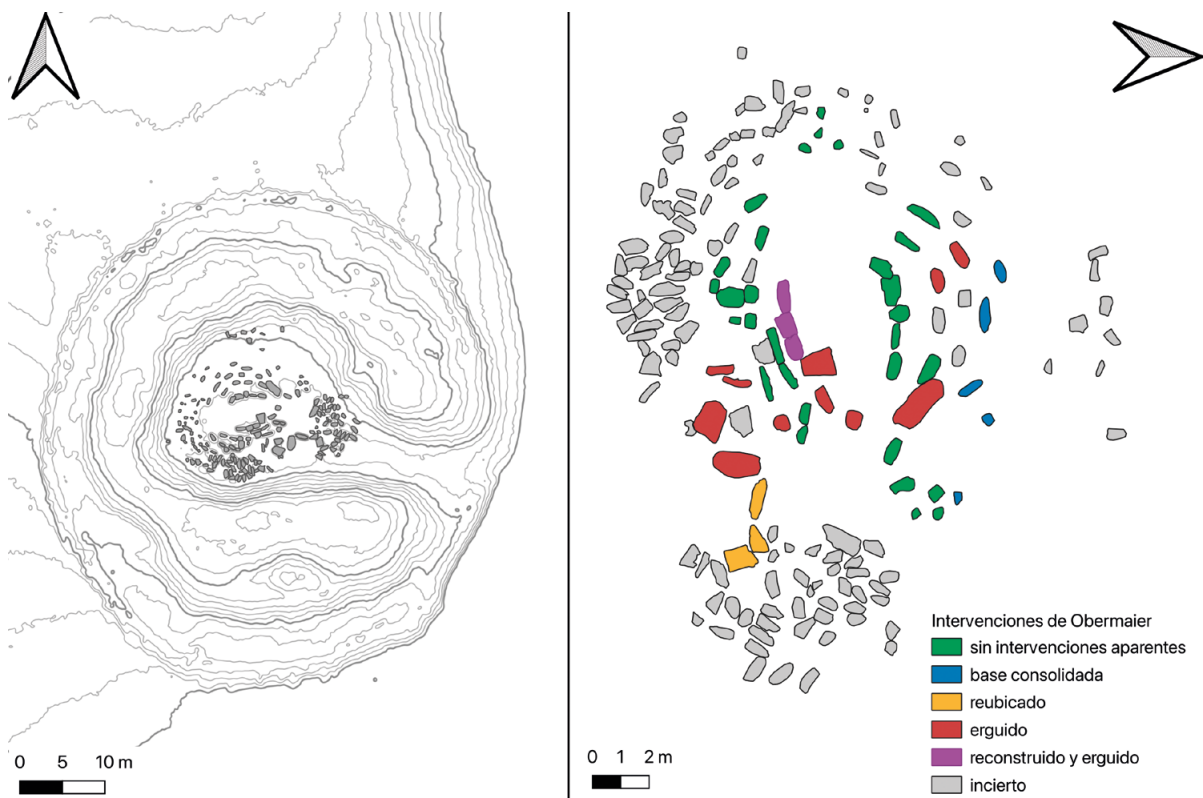 0 5 10 m
0 1 2 m
Intervenciones de Obermaier
sin intervenciones aparentes
base consolidada
reubicado
erguido
reconstruido y erguido
incierto